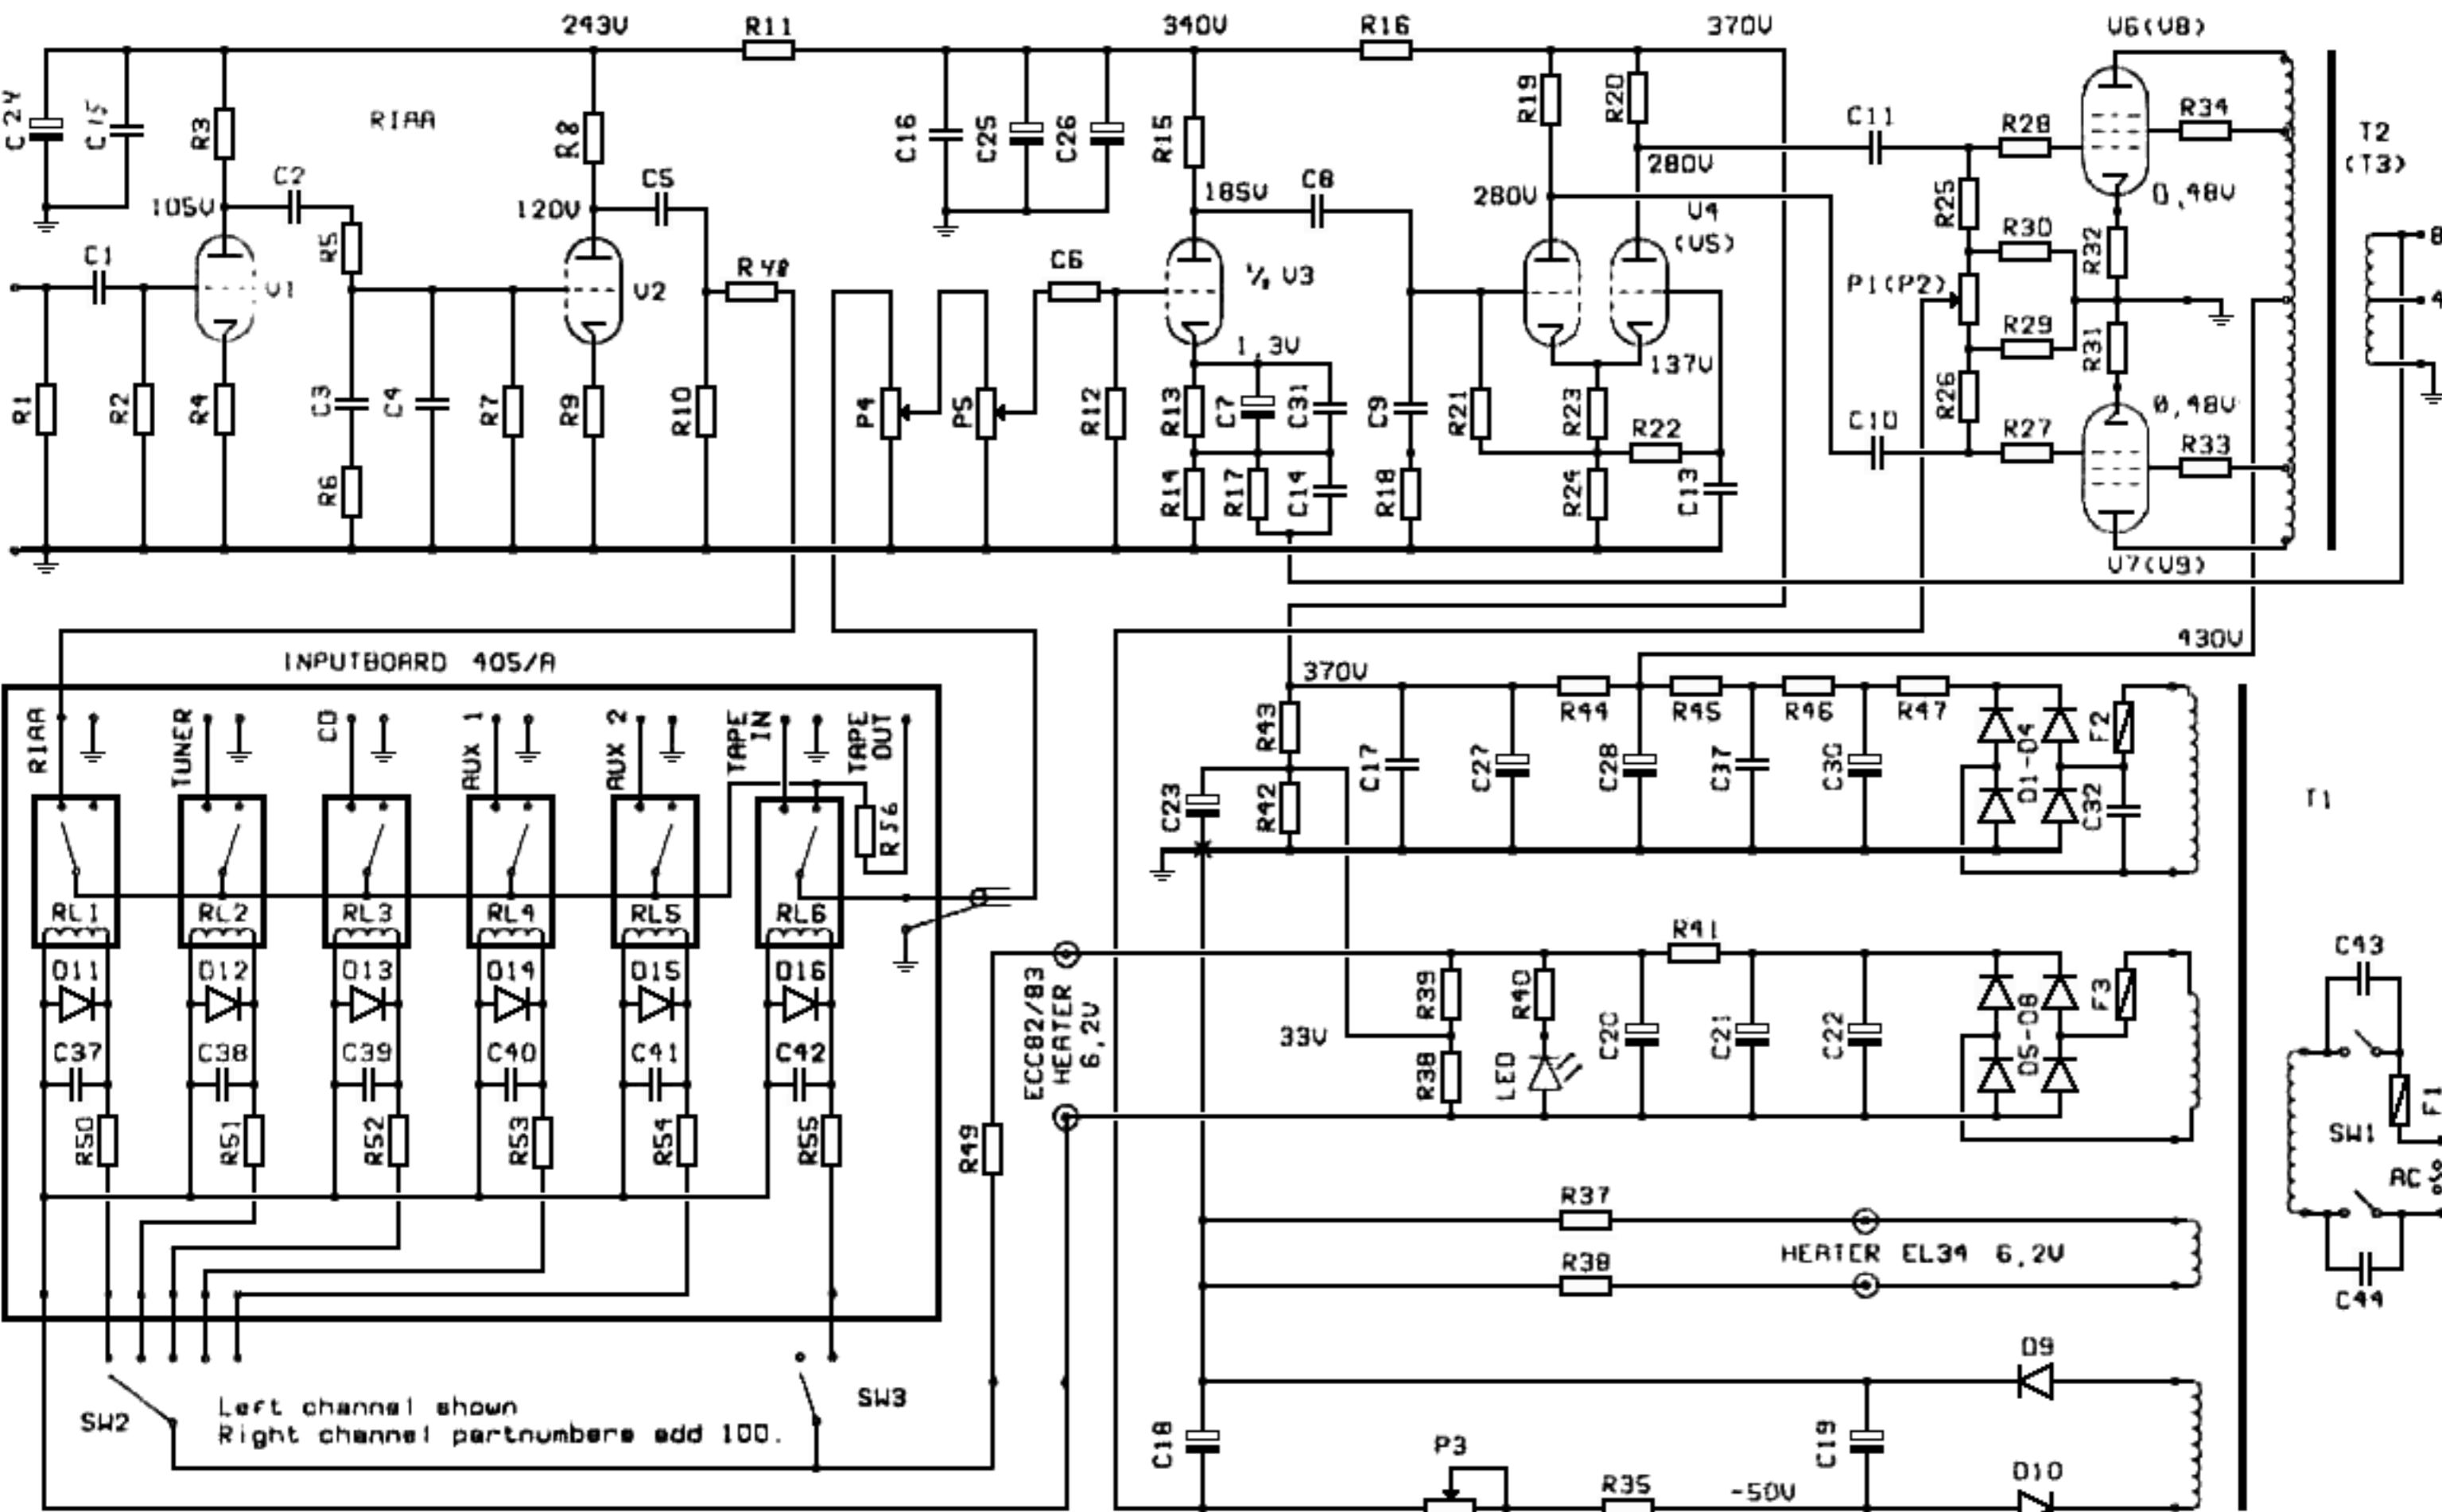 243V
R11
340V
R16
370V
V6(V8)
C24
C15
R3
RIAA
R8
C16
C25
C26
R15
R19
R20
C11
R28
R34
T2
(T3)
C2
105V
C5
120V
185V
C8
280V
280V
V4
(V5)
R25
0,48V
R5
C1
V1
V2
R48
C6
½ V3
R30
R32
P1(P2)
8
4
1,3V
137V
R29
R31
R1
R2
R4
C3
C4
R7
R9
R10
P4
P5
R12
R13
C7
C31
C9
R21
R23
R22
R26
C10
R27
0,48V
R33
R6
R14
R17
C14
R18
R24
C13
V7(V9)
430V
INPUTBOARD 405/A
370V
RIAA
TUNER
CD
AUX 1
AUX 2
TAPE IN
TAPE OUT
R43
R44
R45
R46
R47
F2
C17
C27
C28
C37
C30
D1-D4
C32
C23
R42
R56
T1
RL1
RL2
RL3
RL4
RL5
RL6
R41
C43
D11
D12
D13
D14
D15
D16
ECC82/83
HEATER
6,2V
R39
R40
F3
33V
C20
C21
C22
D5-D8
C37
C38
C39
C40
C41
C42
R38
LED
F1
R50
R51
R52
R53
R54
R55
R49
SW1
AC
R37
HEATER EL34 6,2V
R38
C44
D9
SW2
Left channel shown
Right channel partnumbers add 100.
SW3
C18
P3
R35
-50V
C19
D10